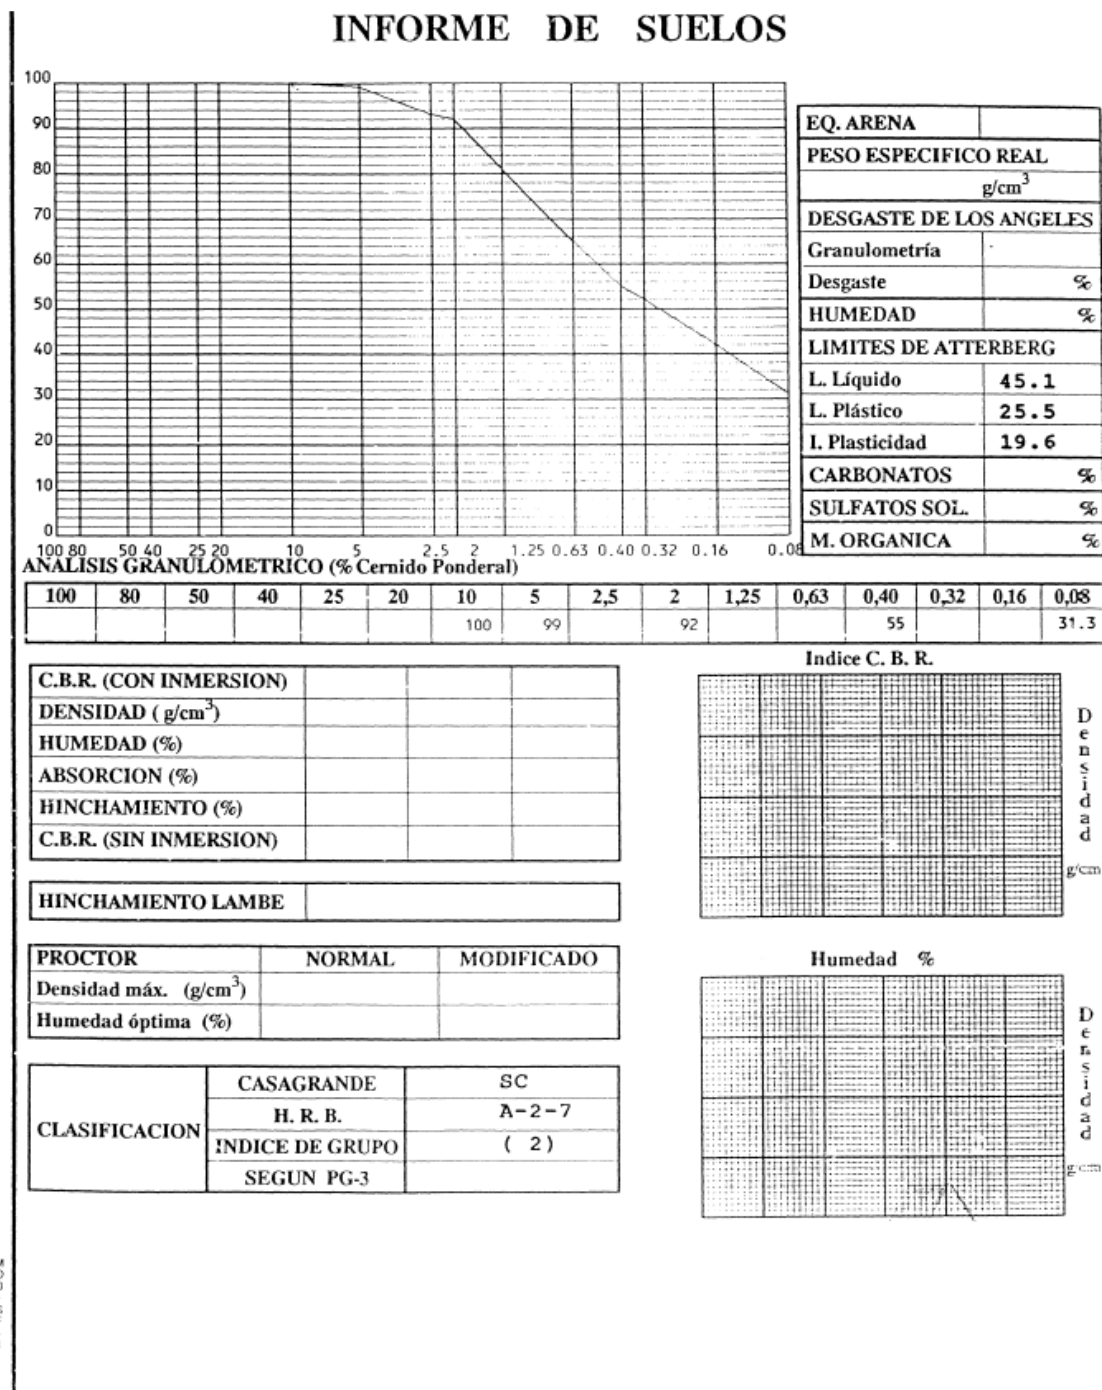 INFORME DE SUELOS
100
90
80
70
60
50
40
30
20
10
0
100 80 50 40 25 20 10 5 2.5 2 1.25 0.63 0.40 0.32 0.16 0.08
EQ. ARENA
PESO ESPECIFICO REAL
g/cm3
DESGASTE DE LOS ANGELES
Granulometría
Desgaste %
HUMEDAD %
LIMITES DE ATTERBERG
L. Líquido 45.1
L. Plástico 25.5
I. Plasticidad 19.6
CARBONATOS %
SULFATOS SOL. %
M. ORGANICA %
ANALISIS GRANULOMETRICO (% Cernido Ponderal)
100 80 50 40 25 20 10 5 2,5 2 1,25 0,63 0,40 0,32 0,16 0,08
100 99 92 55 31.3
C.B.R. (CON INMERSION)
DENSIDAD ( g/cm3)
HUMEDAD (%)
ABSORCION (%)
HINCHAMIENTO (%)
C.B.R. (SIN INMERSION)
HINCHAMIENTO LAMBE
PROCTOR NORMAL MODIFICADO
Densidad máx. (g/cm3)
Humedad óptima (%)
CLASIFICACION
CASAGRANDE SC
H. R. B. A-2-7
INDICE DE GRUPO ( 2)
SEGUN PG-3
Indice C. B. R.
Densidad
g/cm
Humedad %
Densidad
g/cm